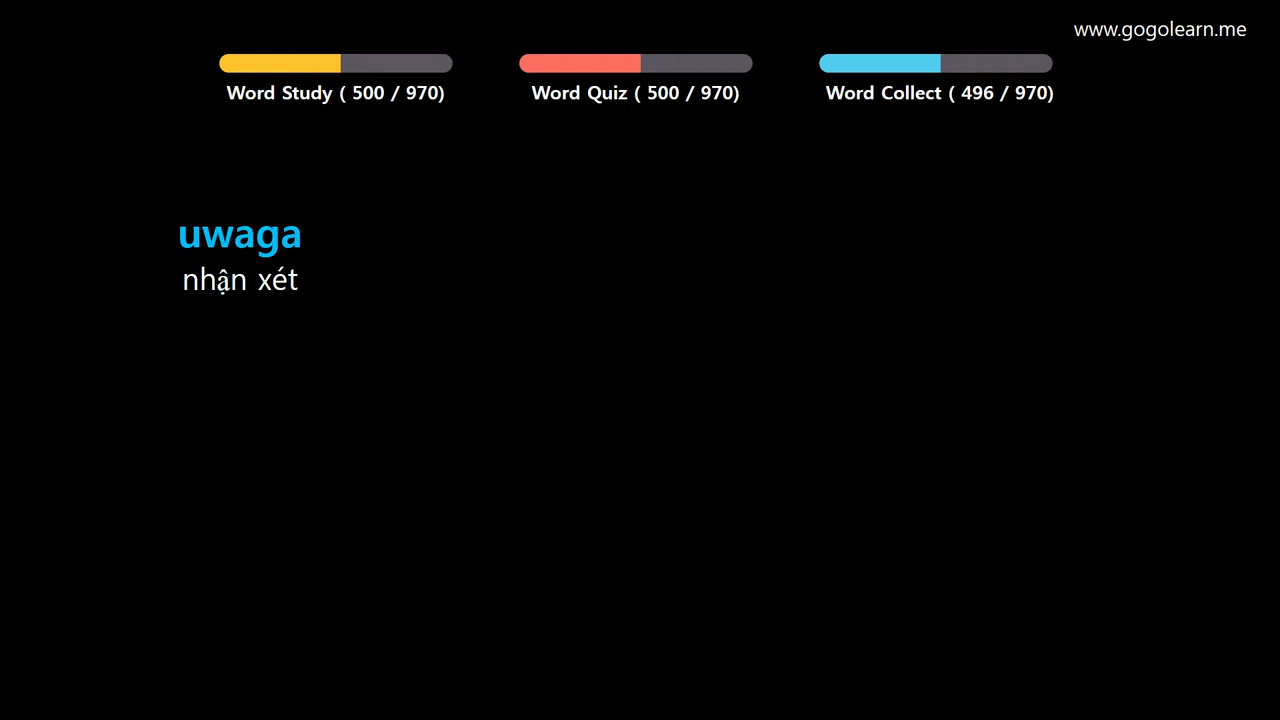 www.gogolearn.me
Word Study ( 500 / 970)
Word Quiz ( 500 / 970)
Word Collect ( 496 / 970)
uwaga
nhận xét